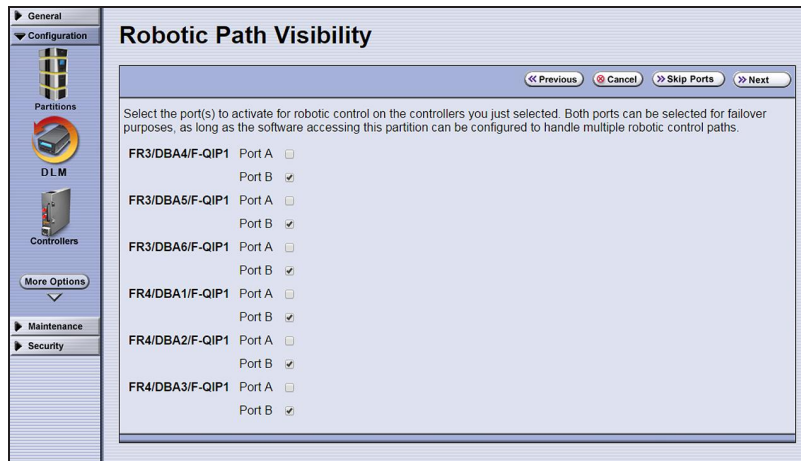 General
Configuration
Partitions
DLM
Controllers
More Options
Maintenance
Security
Robotic Path Visibility
Previous Cancel Skip Ports Next
Select the port(s) to activate for robotic control on the controllers you just selected. Both ports can be selected for failover
purposes, as long as the software accessing this partition can be configured to handle multiple robotic control paths.
FR3/DBA4/F-QIP1 Port A
Port B
FR3/DBA5/F-QIP1 Port A
Port B
FR3/DBA6/F-QIP1 Port A
Port B
FR4/DBA1/F-QIP1 Port A
Port B
FR4/DBA2/F-QIP1 Port A
Port B
FR4/DBA3/F-QIP1 Port A
Port B